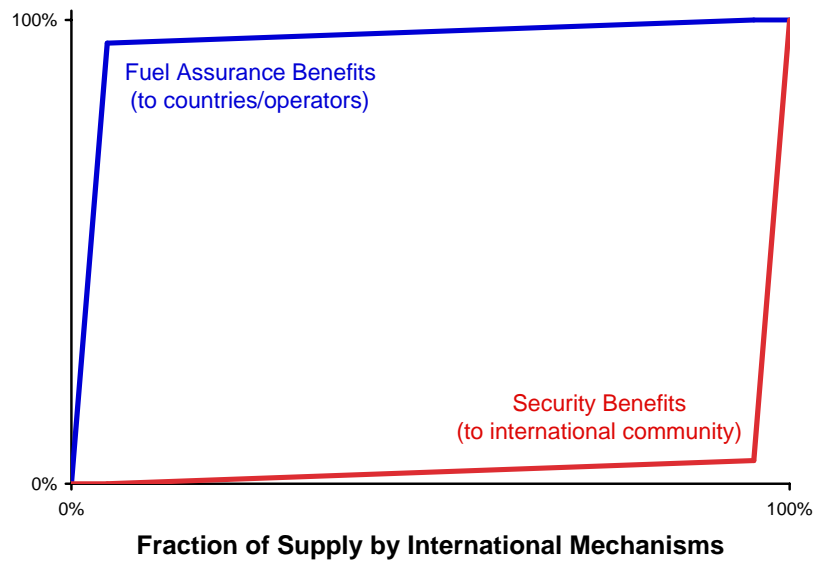 100%
Fuel Assurance Benefits
(to countries/operators)
Security Benefits
(to international community)
0%
0%
100%
Fraction of Supply by International Mechanisms